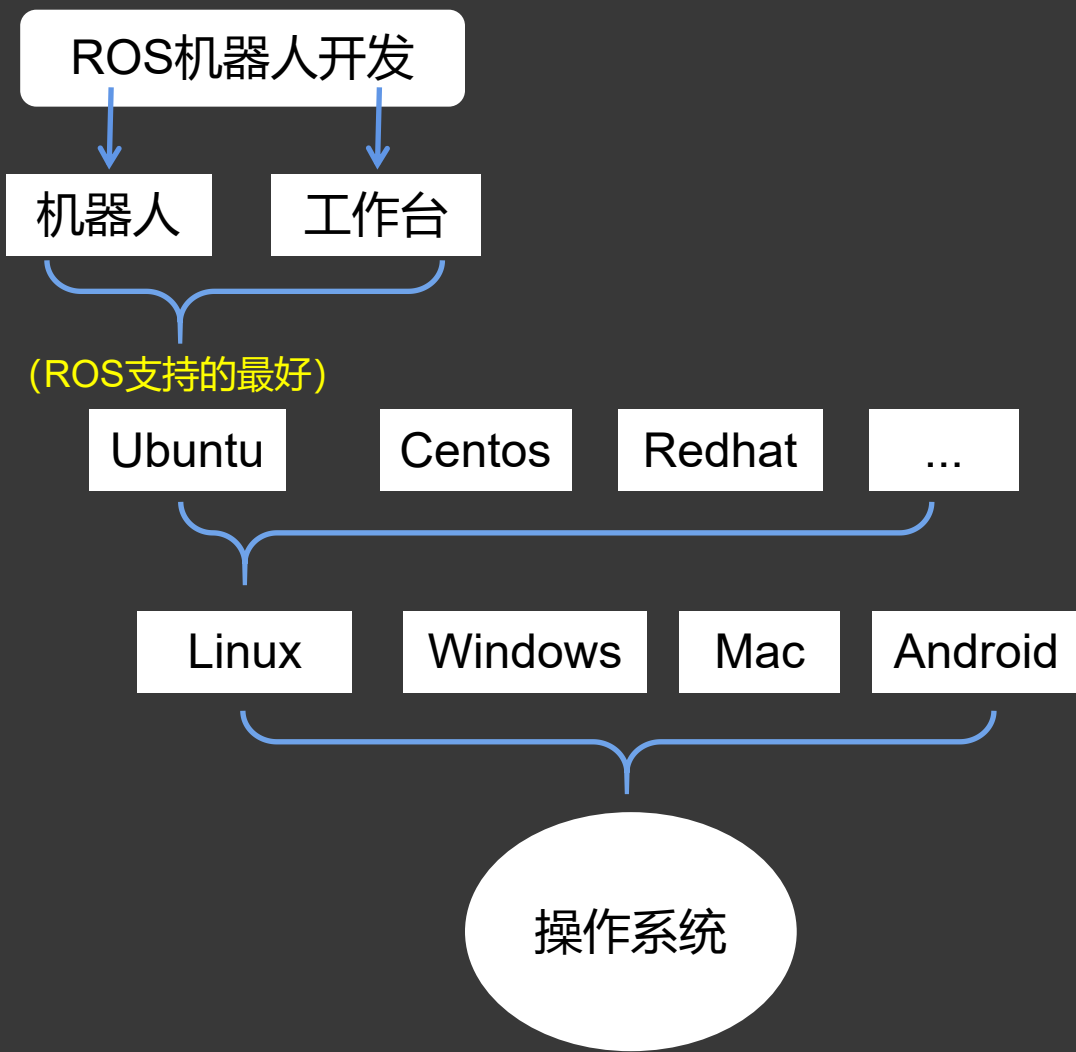 ROS机器人开发
机器人
工作台
（ROS支持的最好）
Ubuntu
Centos
Redhat
...
Linux
Windows
Mac
Android
操作系统